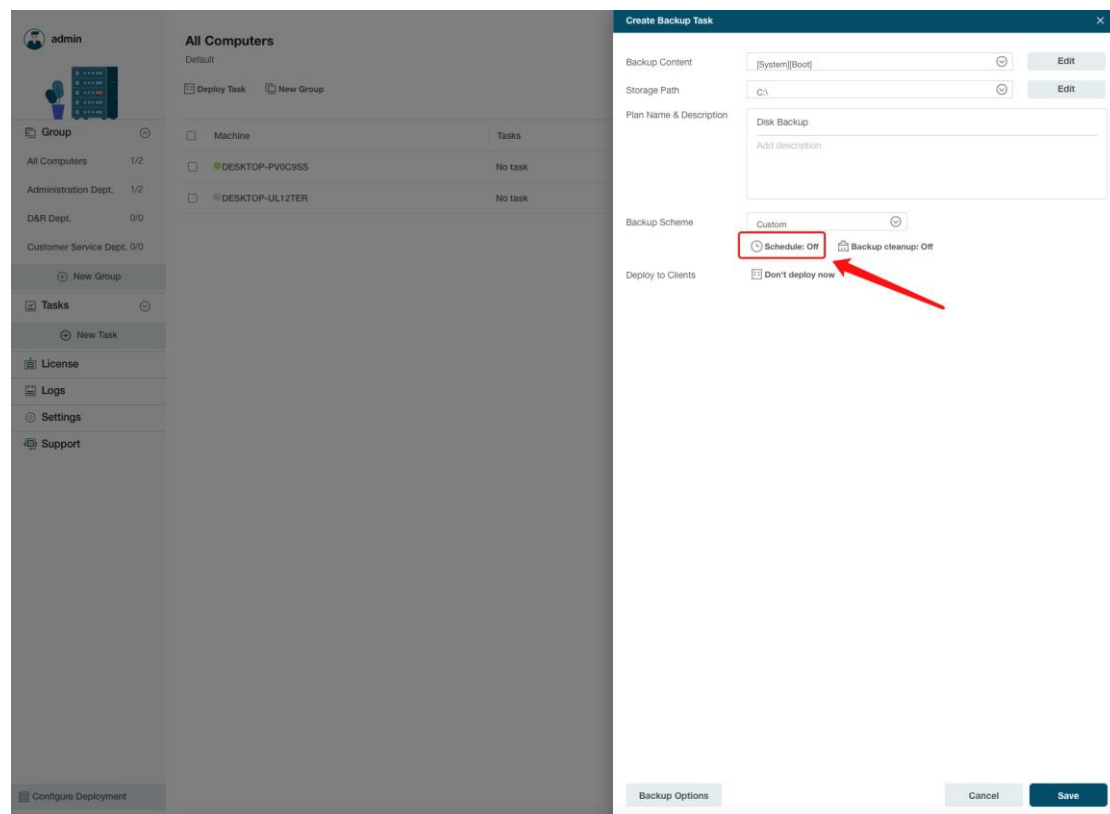 admin
Group
All Computers 1/2
Administration Dept. 1/2
D&R Dept. 0/0
Customer Service Dept. 0/0
New Group
Tasks
New Task
License
Logs
Settings
Support
Configure Deployment
All Computers
Default
Deploy Task New Group
Machine Tasks
DESKTOP-PV0C9SS No task
DESKTOP-UL12TER No task
Create Backup Task
Backup Content [System][Boot] Edit
Storage Path C:\ Edit
Plan Name & Description Disk Backup
Add description
Backup Scheme Custom
Schedule: Off Backup cleanup: Off
Deploy to Clients Don't deploy now
Backup Options Cancel Save